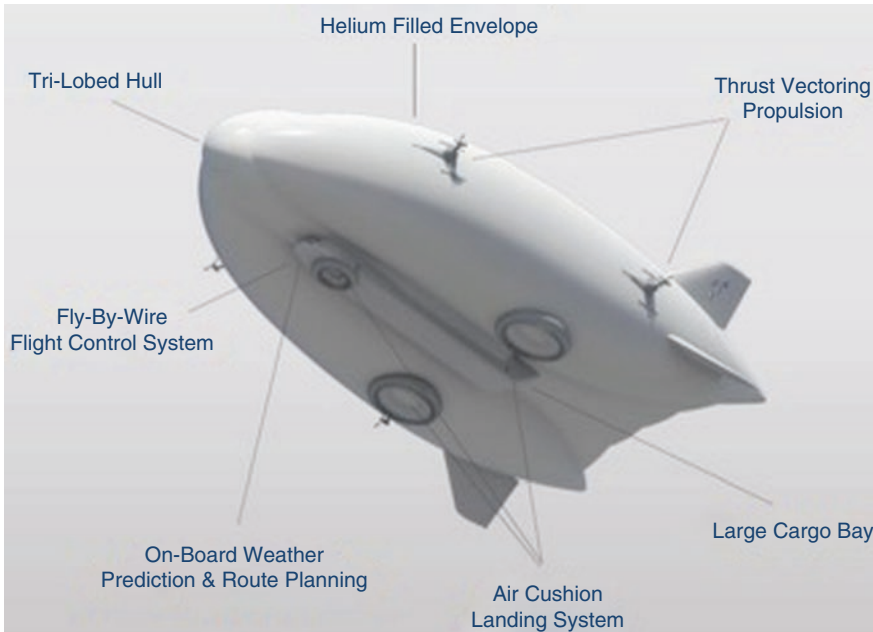 Helium Filled Envelope
Tri-Lobed Hull
Thrust Vectoring
Propulsion
Fly-By-Wire
Flight Control System
Large Cargo Bay
On-Board Weather
Prediction & Route Planning
Air Cushion
Landing System